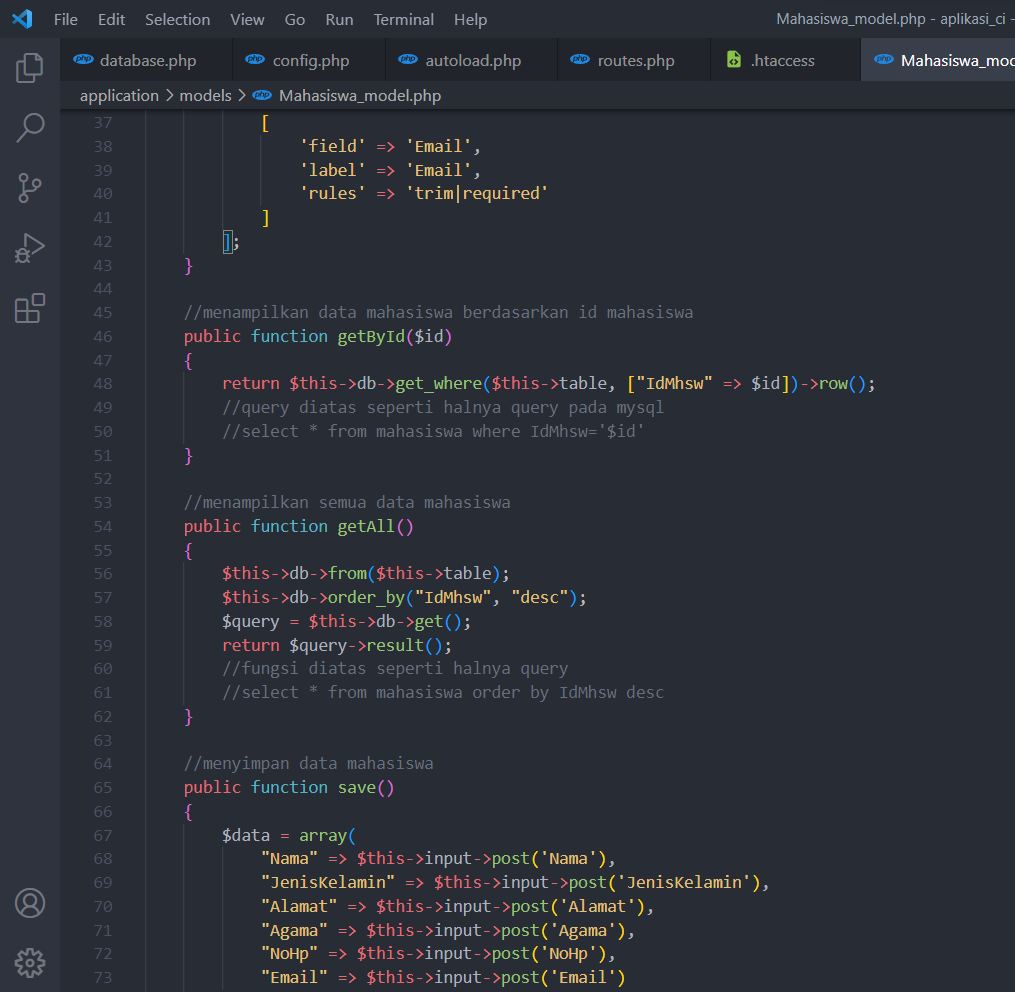 File Edit Selection View Go Run Terminal Help Mahasiswa_model.php - aplikasi_ci -
php database.php php config.php php autoload.php php routes.php .htaccess php Mahasiswa_mod
application > models > php Mahasiswa_model.php
37 [
38 'field' => 'Email',
39 'label' => 'Email',
40 'rules' => 'trim|required'
41 ]
42 ];
43 }
44
45 //menampilkan data mahasiswa berdasarkan id mahasiswa
46 public function getById($id)
47 {
48 return $this->db->get_where($this->table, ["IdMhsw" => $id])->row();
49 //query diatas seperti halnya query pada mysql
50 //select * from mahasiswa where IdMhsw='$id'
51 }
52
53 //menampilkan semua data mahasiswa
54 public function getAll()
55 {
56 $this->db->from($this->table);
57 $this->db->order_by("IdMhsw", "desc");
58 $query = $this->db->get();
59 return $query->result();
60 //fungsi diatas seperti halnya query
61 //select * from mahasiswa order by IdMhsw desc
62 }
63
64 //menyimpan data mahasiswa
65 public function save()
66 {
67 $data = array(
68 "Nama" => $this->input->post('Nama'),
69 "JenisKelamin" => $this->input->post('JenisKelamin'),
70 "Alamat" => $this->input->post('Alamat'),
71 "Agama" => $this->input->post('Agama'),
72 "NoHp" => $this->input->post('NoHp'),
73 "Email" => $this->input->post('Email')